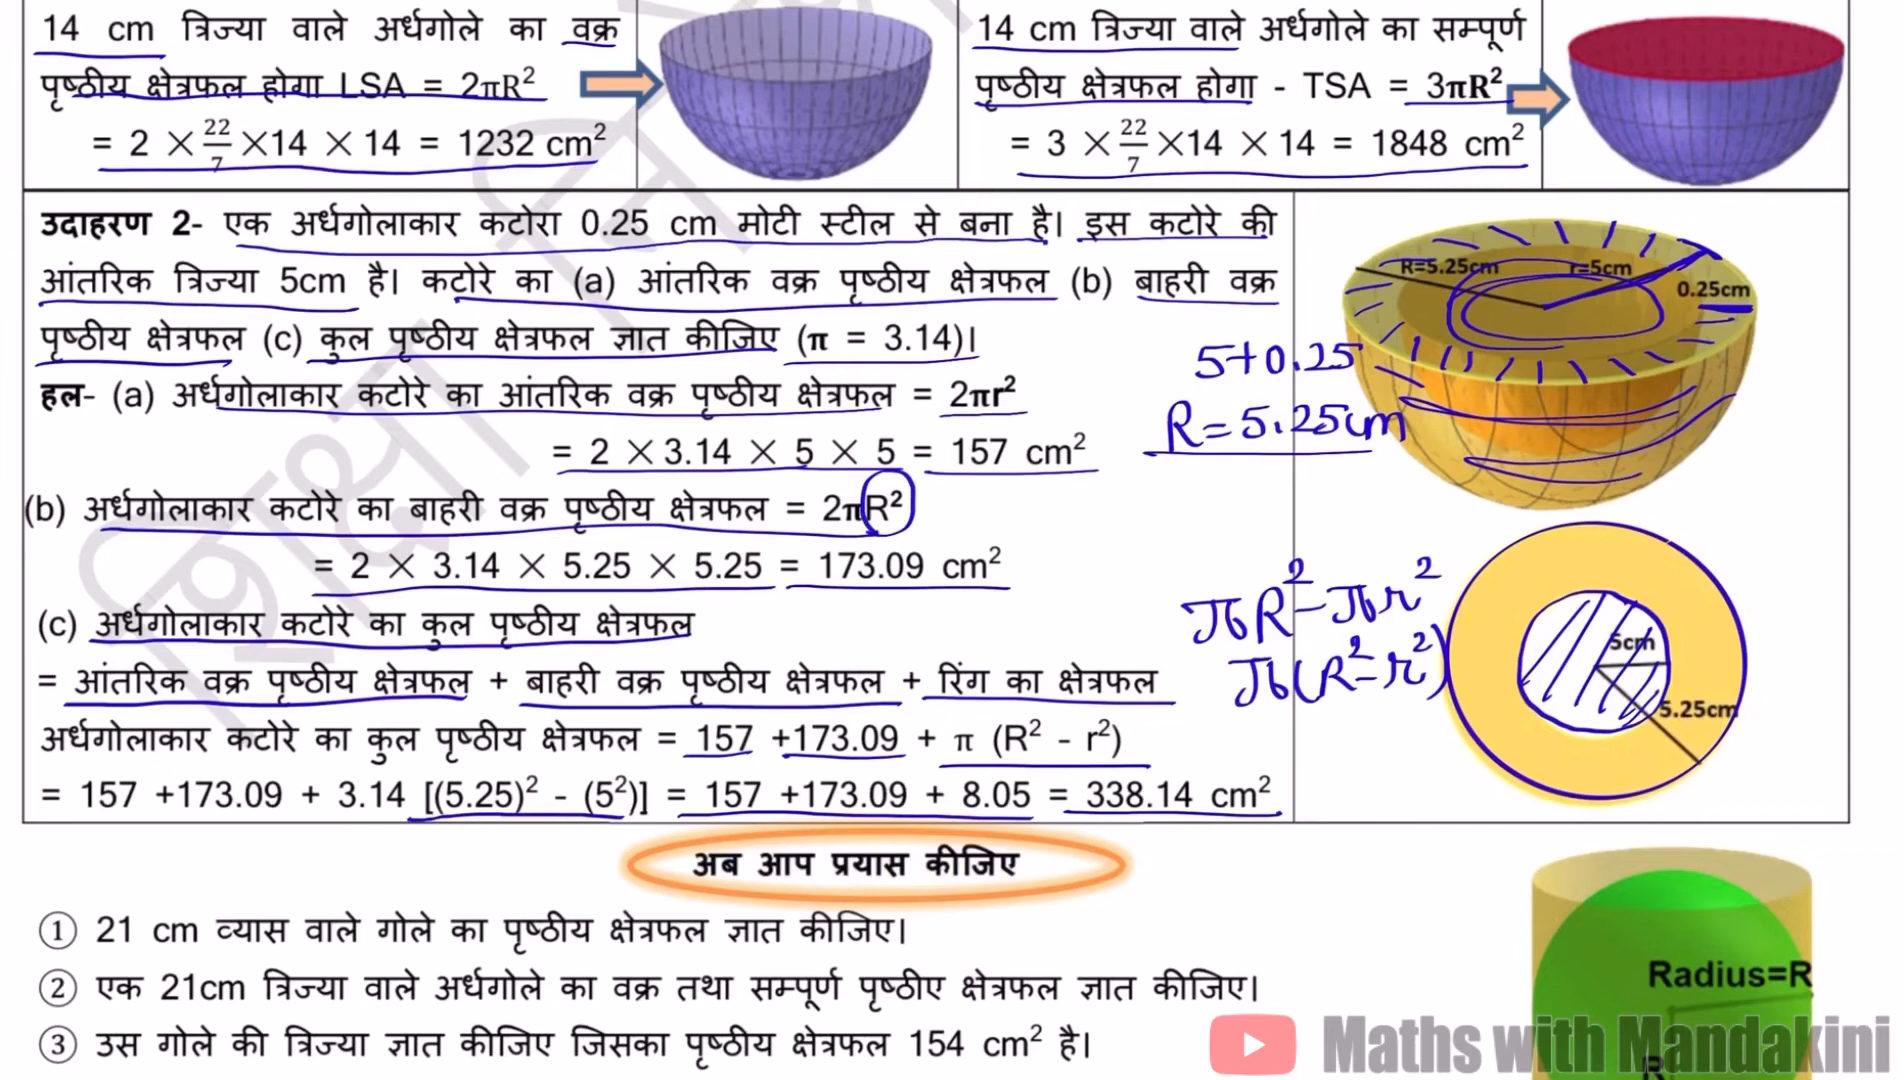 14 cm त्रिज्या वाले अर्धगोले का वक्र
पृष्ठीय क्षेत्रफल होगा LSA = 2πR²
= 2 × 22/7 ×14 × 14 = 1232 cm²
14 cm त्रिज्या वाले अर्धगोले का सम्पूर्ण
पृष्ठीय क्षेत्रफल होगा - TSA = 3πR²
= 3 × 22/7 ×14 × 14 = 1848 cm²
उदाहरण 2- एक अर्धगोलाकार कटोरा 0.25 cm मोटी स्टील से बना है। इस कटोरे की
आंतरिक त्रिज्या 5cm है। कटोरे का (a) आंतरिक वक्र पृष्ठीय क्षेत्रफल (b) बाहरी वक्र
पृष्ठीय क्षेत्रफल (c) कुल पृष्ठीय क्षेत्रफल ज्ञात कीजिए (π = 3.14)।
हल- (a) अर्धगोलाकार कटोरे का आंतरिक वक्र पृष्ठीय क्षेत्रफल = 2πr²
= 2 × 3.14 × 5 × 5 = 157 cm²
(b) अर्धगोलाकार कटोरे का बाहरी वक्र पृष्ठीय क्षेत्रफल = 2πR²
= 2 × 3.14 × 5.25 × 5.25 = 173.09 cm²
(c) अर्धगोलाकार कटोरे का कुल पृष्ठीय क्षेत्रफल
= आंतरिक वक्र पृष्ठीय क्षेत्रफल + बाहरी वक्र पृष्ठीय क्षेत्रफल + रिंग का क्षेत्रफल
अर्धगोलाकार कटोरे का कुल पृष्ठीय क्षेत्रफल = 157 +173.09 + π (R² - r²)
= 157 +173.09 + 3.14 [(5.25)² - (5²)] = 157 +173.09 + 8.05 = 338.14 cm²
R=5.25cm r=5cm
0.25cm
5+0.25
R=5.25cm
πR²-πr²
π(R²-r²)
5cm
5.25cm
अब आप प्रयास कीजिए
① 21 cm व्यास वाले गोले का पृष्ठीय क्षेत्रफल ज्ञात कीजिए।
② एक 21cm त्रिज्या वाले अर्धगोले का वक्र तथा सम्पूर्ण पृष्ठीए क्षेत्रफल ज्ञात कीजिए।
③ उस गोले की त्रिज्या ज्ञात कीजिए जिसका पृष्ठीय क्षेत्रफल 154 cm² है।
Radius=R
R
Maths with Mandakini
शिक्षा